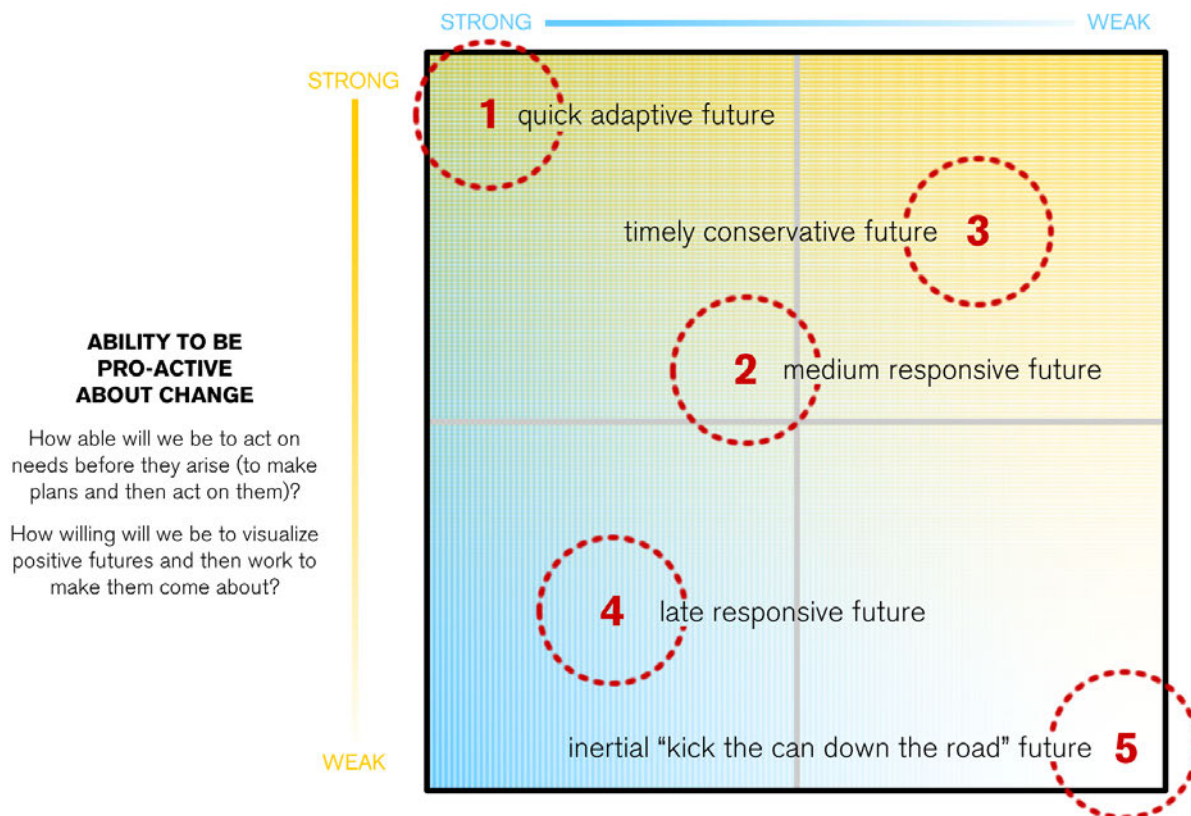 STRONG WEAK
STRONG
1 quick adaptive future
timely conservative future 3
ABILITY TO BE
PRO-ACTIVE
ABOUT CHANGE
2 medium responsive future
How able will we be to act on
needs before they arise (to make
plans and then act on them)?
How willing will we be to visualize
positive futures and then work to
make them come about?
4 late responsive future
inertial “kick the can down the road” future 5
WEAK